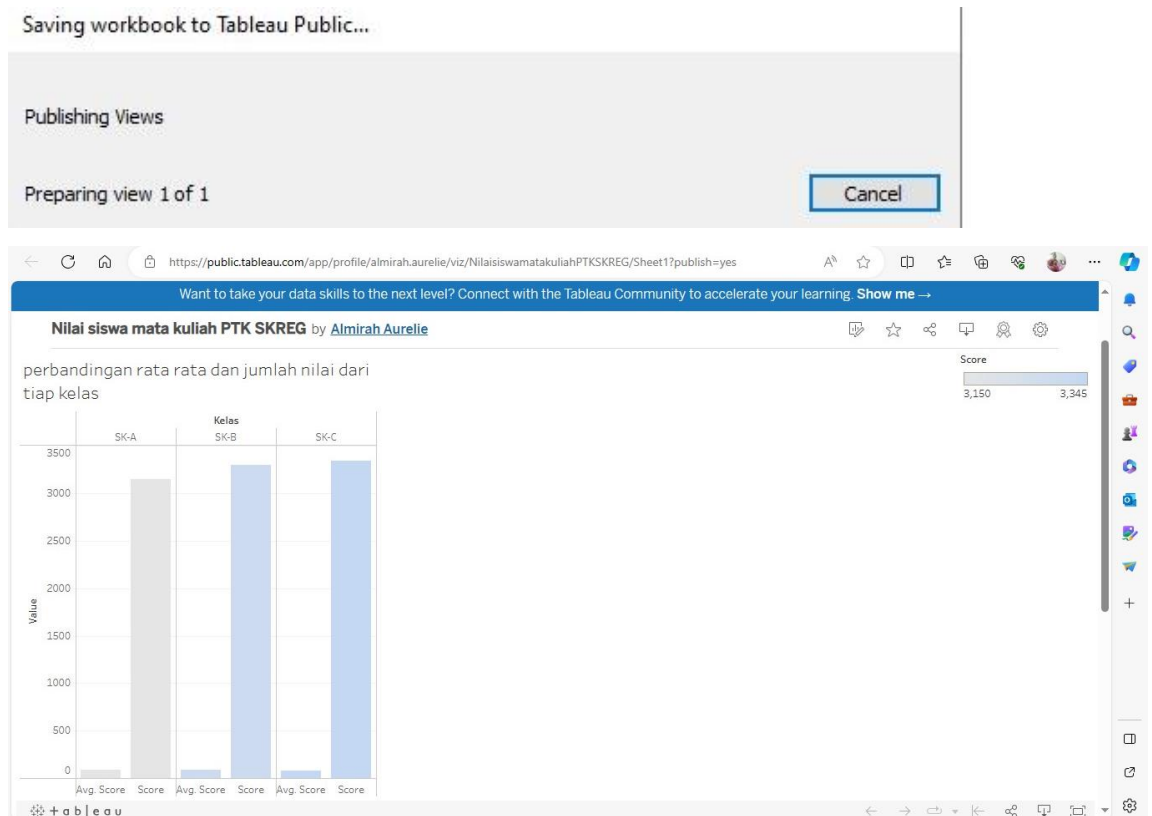 Saving workbook to Tableau Public...
Publishing Views
Preparing view 1 of 1
Cancel
https://public.tableau.com/app/profile/almirah.aurelie/viz/NilaisiswamatakuliahPTKSKREG/Sheet1?publish=yes
Want to take your data skills to the next level? Connect with the Tableau Community to accelerate your learning. Show me →
Nilai siswa mata kuliah PTK SKREG by Almirah Aurelie
perbandingan rata rata dan jumlah nilai dari
tiap kelas
Score
3,150 3,345
Kelas
SK-A SK-B SK-C
3500
3000
2500
2000
1500
1000
500
0
Value
Avg. Score Score Avg. Score Score Avg. Score Score
+ a b l e a u